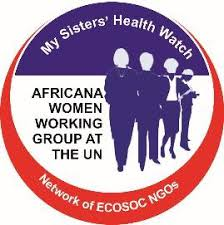 My Sisters' Health Watch
AFRICANA
WOMEN
WORKING
GROUP AT
THE UN
Network of ECOSOC NGOs